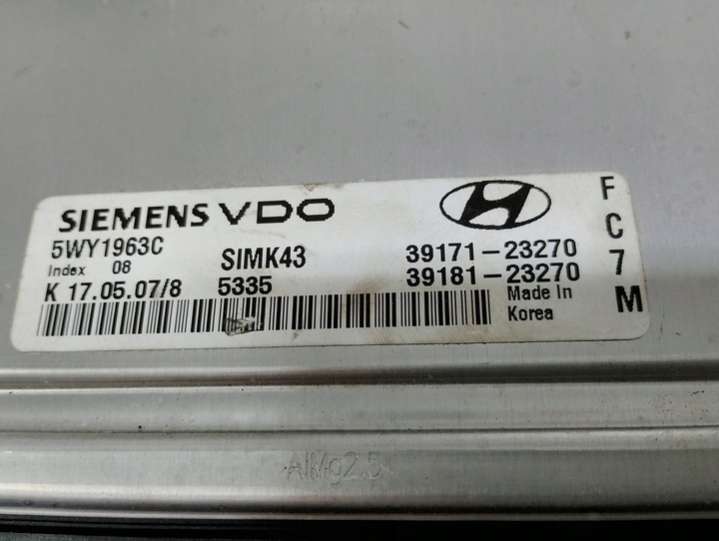 SIEMENS VDO
5WY1963C
Index 08
SIMK43
39171-23270
K 17.05.07/8
5335
39181-23270
Made In
Korea
F
C
7
M
AlMg2.5